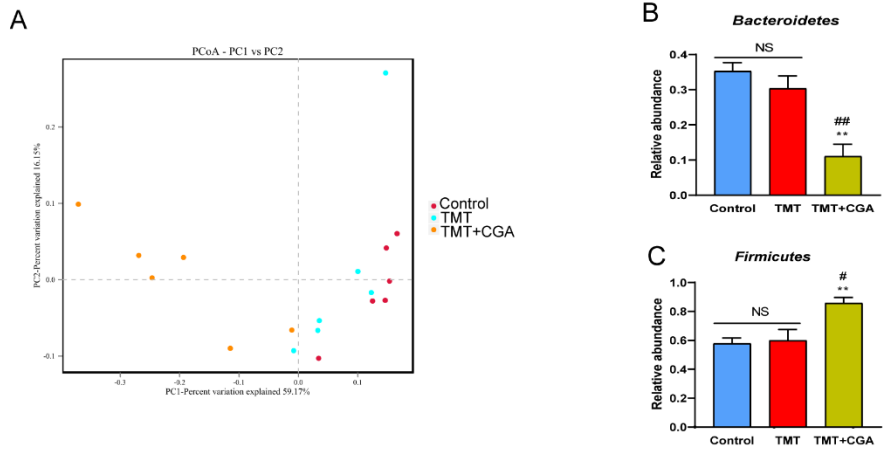 A
PCoA - PC1 vs PC2
PC2-Percent variation explained 16.15%
0.2
0.1
0.0
-0.1
-0.3
-0.2
-0.1
0.0
0.1
PC1-Percent variation explained 59.17%
Control
TMT
TMT+CGA
B
Bacteroidetes
Relative abundance
0.4
0.3
0.2
0.1
0.0
NS
##
**
Control TMT TMT+CGA
C
Firmicutes
Relative abundance
1.0
0.8
0.6
0.4
0.2
0.0
NS
#
**
Control TMT TMT+CGA